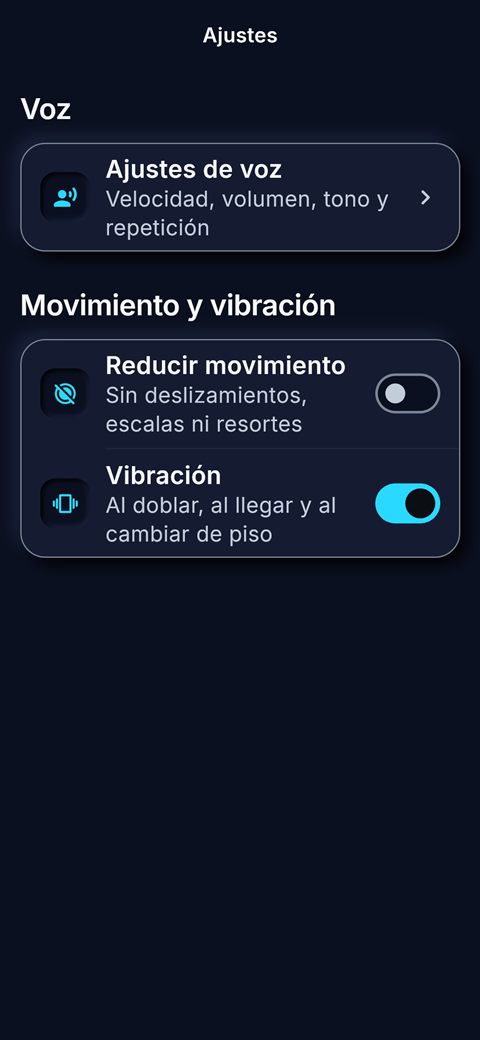 Ajustes
Voz
Ajustes de voz
Velocidad, volumen, tono y
repetición
Movimiento y vibración
Reducir movimiento
Sin deslizamientos,
escalas ni resortes
Vibración
Al doblar, al llegar y al
cambiar de piso